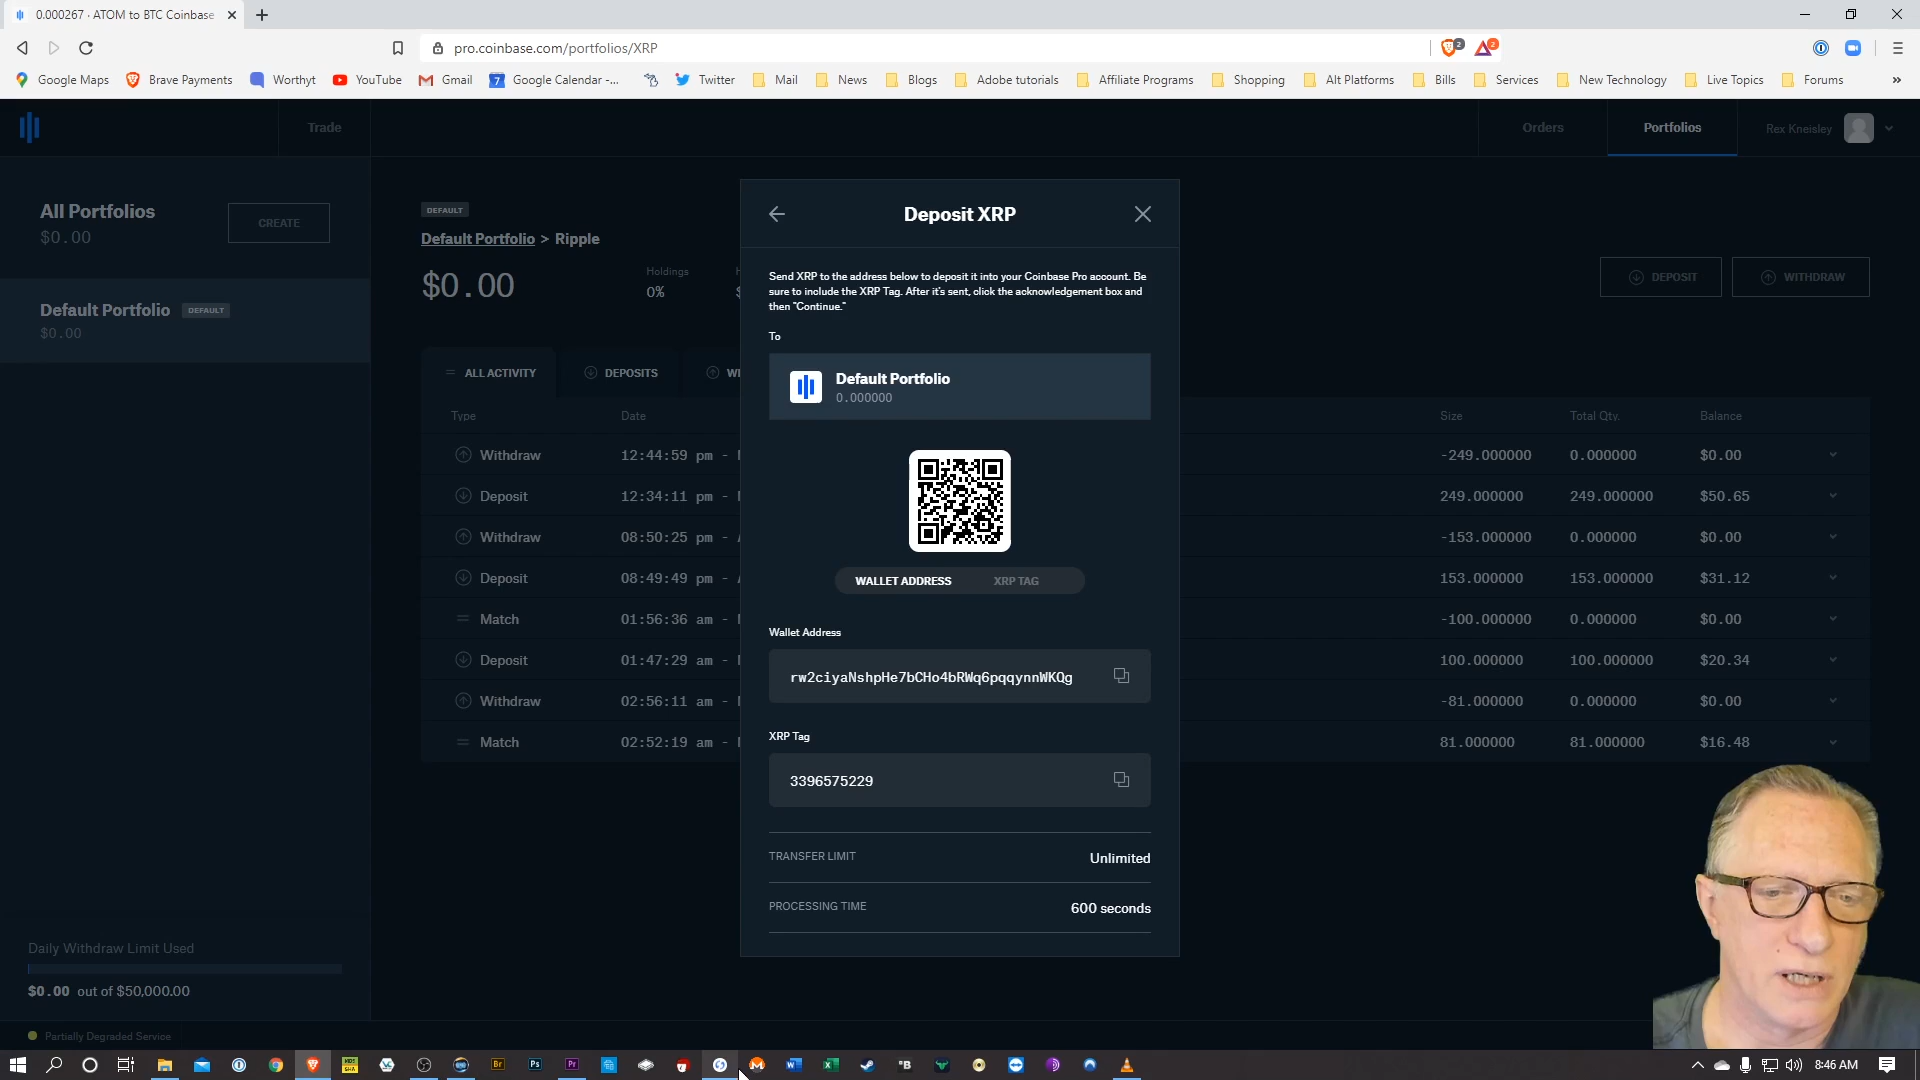 0.000267 · ATOM to BTC Coinbase
pro.coinbase.com/portfolios/XRP
2
2
Google Maps
Brave Payments
Worthyt
YouTube
Gmail
7
Google Calendar -...
Twitter
Mail
News
Blogs
Adobe tutorials
Affiliate Programs
Shopping
Alt Platforms
Bills
Services
New Technology
Live Topics
Forums
»
Trade
Orders
Portfolios
Rex Kneisley
All Portfolios
$0.00
CREATE
Default Portfolio DEFAULT
$0.00
DEFAULT
Default Portfolio > Ripple
$0.00
Holdings
0%
DEPOSIT
WITHDRAW
ALL ACTIVITY
DEPOSITS
Type Date Size Total Qty. Balance
Withdraw 12:44:59 pm - -249.000000 0.000000 $0.00
Deposit 12:34:11 pm - 249.000000 249.000000 $50.65
Withdraw 08:50:25 pm - -153.000000 0.000000 $0.00
Deposit 08:49:49 pm - 153.000000 153.000000 $31.12
Match 01:56:36 am - -100.000000 0.000000 $0.00
Deposit 01:47:29 am - 100.000000 100.000000 $20.34
Withdraw 02:56:11 am - -81.000000 0.000000 $0.00
Match 02:52:19 am - 81.000000 81.000000 $16.48
Deposit XRP
Send XRP to the address below to deposit it into your Coinbase Pro account. Be
sure to include the XRP Tag. After it's sent, click the acknowledgement box and
then "Continue."
To
Default Portfolio
0.000000
WALLET ADDRESS
XRP TAG
Wallet Address
rw2ciyaNshpHe7bCHo4bRWq6pqqynnWKQg
XRP Tag
3396575229
TRANSFER LIMIT
Unlimited
PROCESSING TIME
600 seconds
Daily Withdraw Limit Used
$0.00 out of $50,000.00
Partially Degraded Service
Br
Ps
Pr
8:46 AM